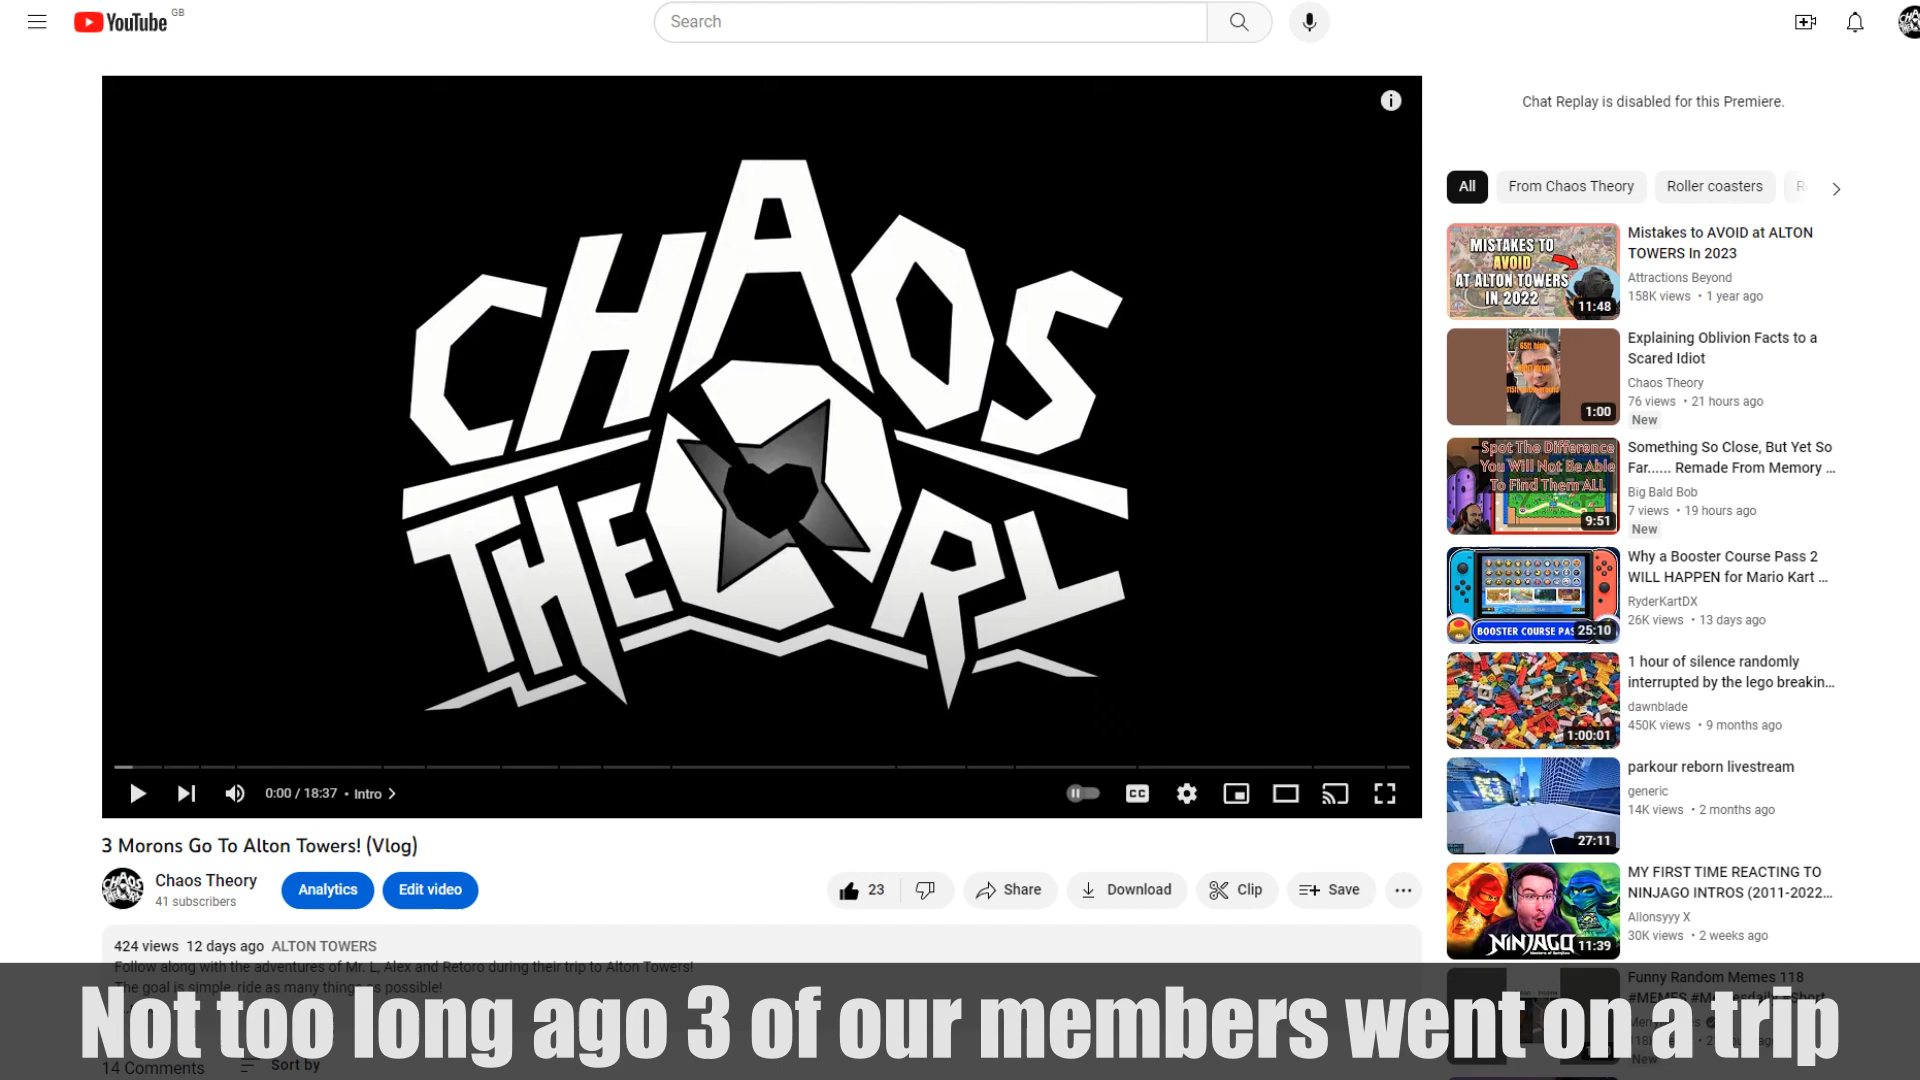 YouTube GB
Search
Chat Replay is disabled for this Premiere.
All
From Chaos Theory
Roller coasters
CHAOS
THEORY
MISTAKES TO
AVOID
AT ALTON TOWERS
IN 2022
11:48
Mistakes to AVOID at ALTON
TOWERS In 2023
Attractions Beyond
158K views • 1 year ago
1:00
Explaining Oblivion Facts to a
Scared Idiot
Chaos Theory
76 views • 21 hours ago
New
Spot The Difference
You Will Not Be Able
To Find Them ALL
9:51
Something So Close, But Yet So
Far...... Remade From Memory ...
Big Bald Bob
7 views • 19 hours ago
New
BOOSTER COURSE PAS
25:10
Why a Booster Course Pass 2
WILL HAPPEN for Mario Kart ...
RyderKartDX
26K views • 13 days ago
1:00:01
1 hour of silence randomly
interrupted by the lego breakin...
dawnblade
450K views • 9 months ago
27:11
parkour reborn livestream
generic
14K views • 2 months ago
NINJAGO
11:39
MY FIRST TIME REACTING TO
NINJAGO INTROS (2011-2022...
Allonsyyy X
30K views • 2 weeks ago
Funny Random Memes 118
0:00 / 18:37 • Intro
CC
3 Morons Go To Alton Towers! (Vlog)
Chaos Theory
41 subscribers
Analytics
Edit video
23
Share
Download
Clip
Save
424 views 12 days ago ALTON TOWERS
Follow along with the adventures of Mr. L, Alex and Retoro during their trip to Alton Towers!
The goal is simple, ride as many things as possible!
Not too long ago 3 of our members went on a trip
14 Comments
Sort by
New